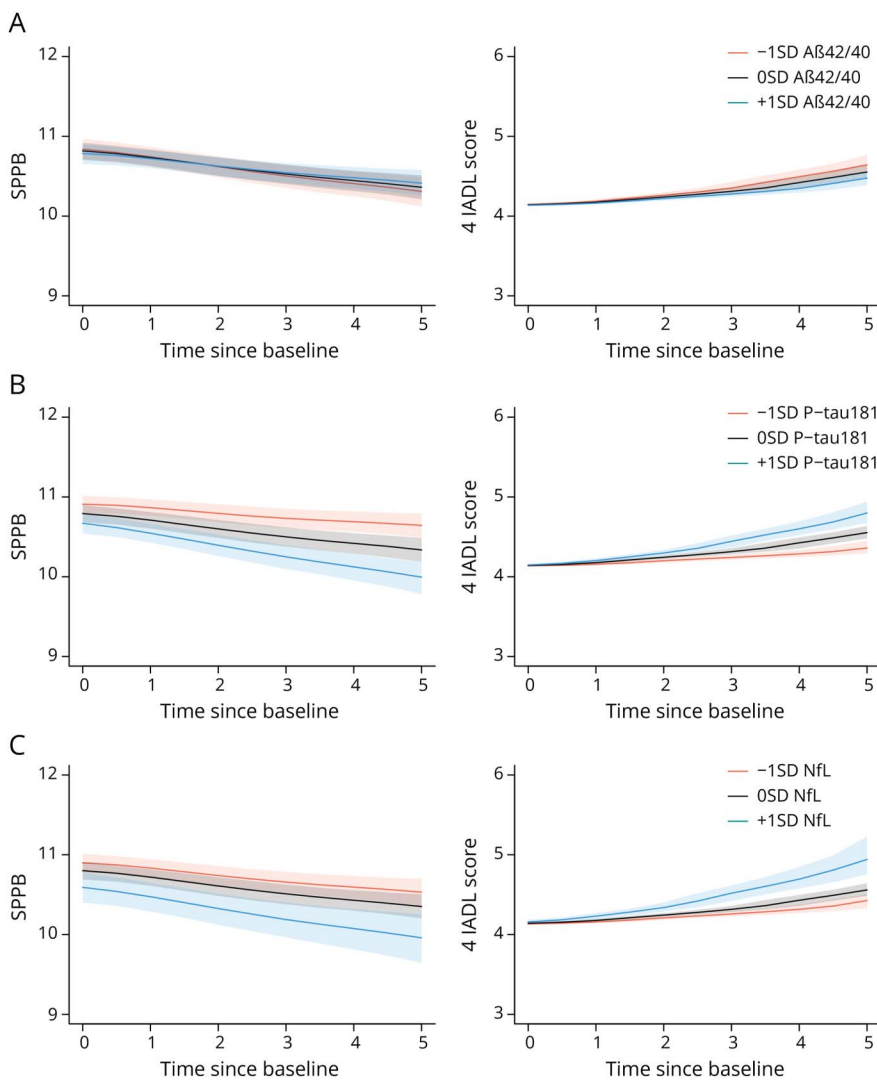 A
SPPB
12
11
10
9
0 1 2 3 4 5
Time since baseline
4 IADL score
6
5
4
3
0 1 2 3 4 5
Time since baseline
−1SD Aß42/40
0SD Aß42/40
+1SD Aß42/40
B
SPPB
12
11
10
9
0 1 2 3 4 5
Time since baseline
4 IADL score
6
5
4
3
0 1 2 3 4 5
Time since baseline
−1SD P−tau181
0SD P−tau181
+1SD P−tau181
C
SPPB
12
11
10
9
0 1 2 3 4 5
Time since baseline
4 IADL score
6
5
4
3
0 1 2 3 4 5
Time since baseline
−1SD NfL
0SD NfL
+1SD NfL